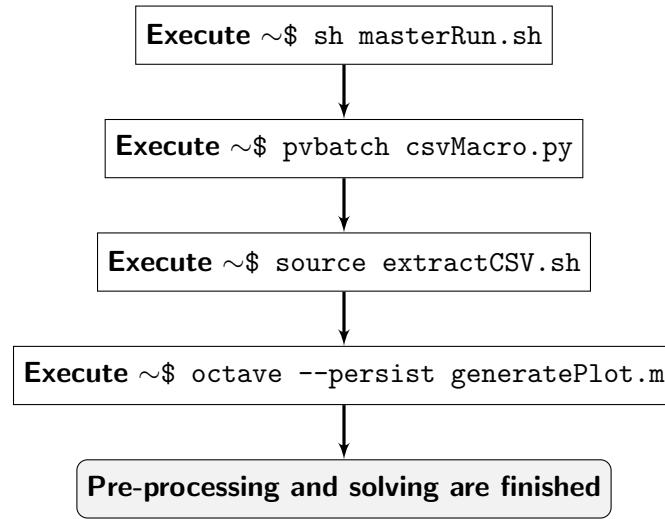 Execute ~$ sh masterRun.sh
Execute ~$ pvbatch csvMacro.py
Execute ~$ source extractCSV.sh
Execute ~$ octave --persist generatePlot.m
Pre-processing and solving are finished